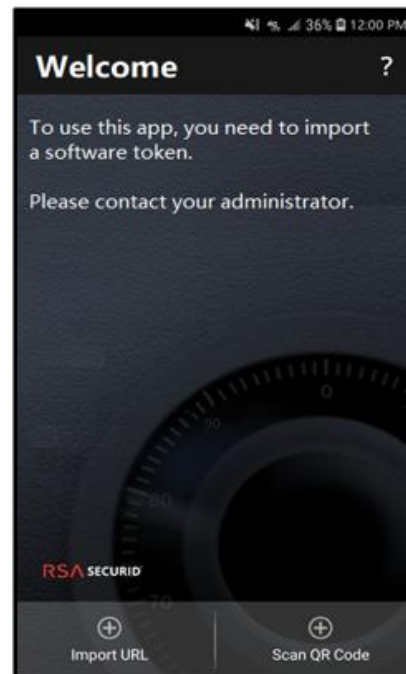 36% 12:00 PM
Welcome ?
To use this app, you need to import
a software token.
Please contact your administrator.
0
90
80
70
RSA SECURID
Import URL Scan QR Code